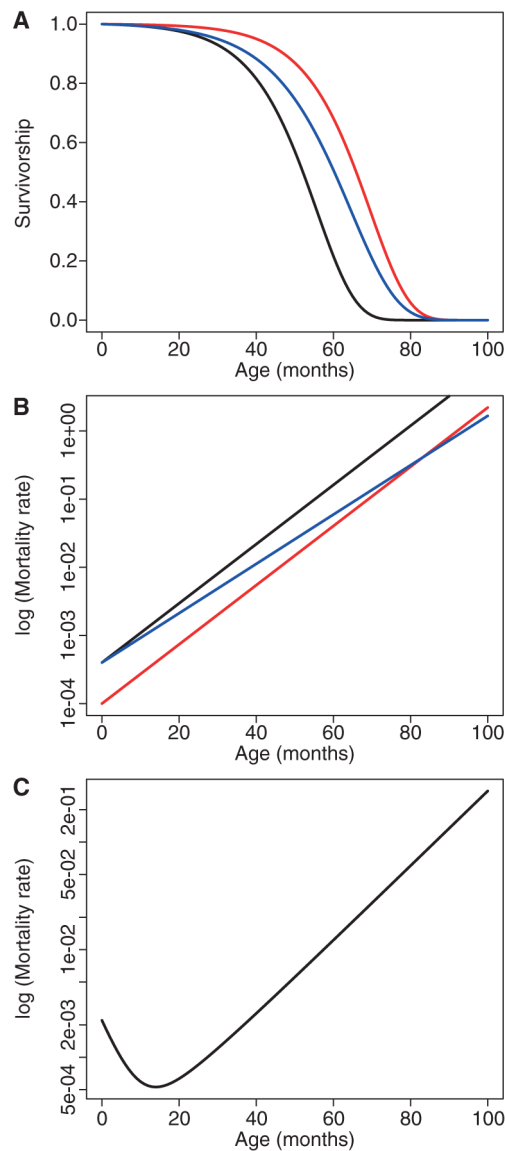 A
1.0
0.8
0.6
0.4
0.2
0.0
Survivorship
0 20 40 60 80 100
Age (months)
B
1e+00
1e-01
1e-02
1e-03
1e-04
log (Mortality rate)
0 20 40 60 80 100
Age (months)
C
2e-01
5e-02
1e-02
2e-03
5e-04
log (Mortality rate)
0 20 40 60 80 100
Age (months)